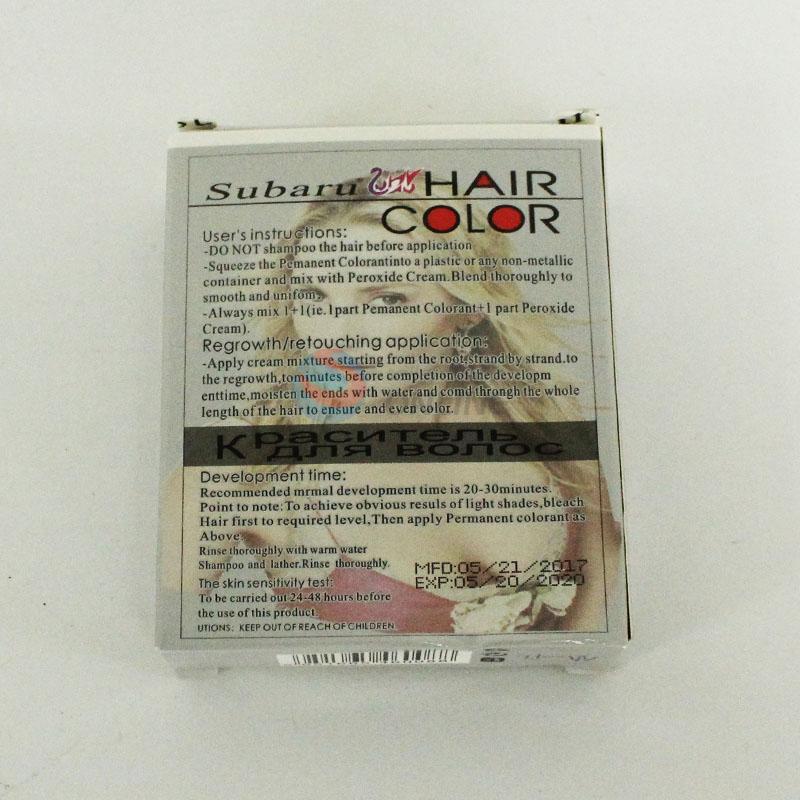 Subaru HAIR
COLOR
User's instructions:
-DO NOT shampoo the hair before application
-Squeeze the Pemanent Colorantinto a plastic or any non-metallic
container and mix with Peroxide Cream.Blend thoroughly to
smooth and unifom.
-Always mix 1+1(ie.1part Pemanent Colorant+1 part Peroxide
Cream).
Regrowth/retouching application:
-Apply cream mixture starting from the root,strand by strand.to
the regrowth,tominutes before completion of the developm
enttime,moisten the ends with water and comd throngh the whole
length of the hair to ensure and even color.
Краситель
для волос
Development time:
Recommended mrmal development time is 20-30minutes.
Point to note:To achieve obvious resuls of light shades,bleach
Hair first to required level,Then apply Permanent colorant as
Above.
Rinse thoroughly with warm water
Shampoo and lather.Rinse thoroughly.
MFD:05/21/2017
EXP:05/20/2020
The skin sensitivity test:
To be carried out 24-48 hours before
the use of this product.
UTIONS: KEEP OUT OF REACH OF CHILDREN